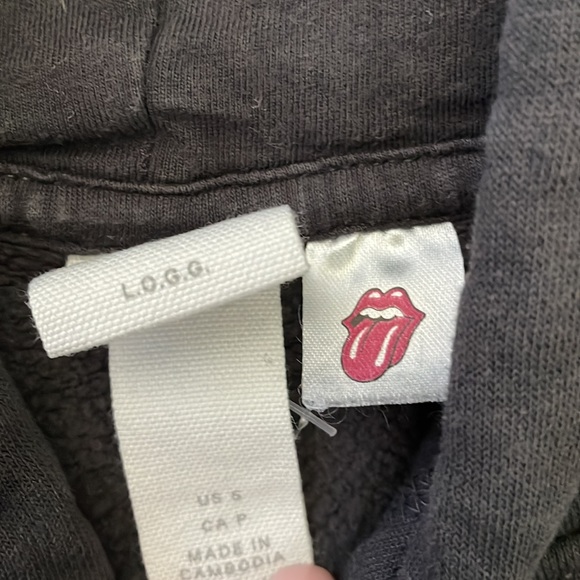 L.O.G.G.
US S
CA P
MADE IN
CAMBODIA